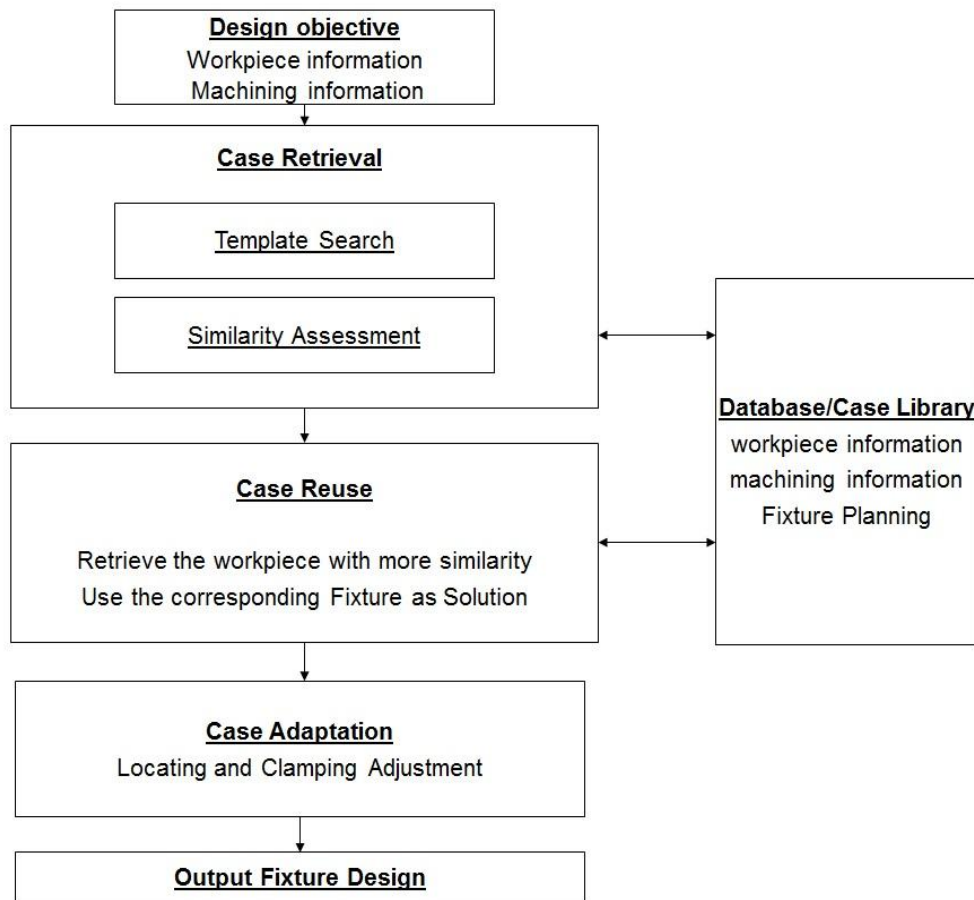 Design objective
Workpiece information
Machining information
Case Retrieval
Template Search
Similarity Assessment
Case Reuse
Retrieve the workpiece with more similarity
Use the corresponding Fixture as Solution
Database/Case Library
workpiece information
machining information
Fixture Planning
Case Adaptation
Locating and Clamping Adjustment
Output Fixture Design